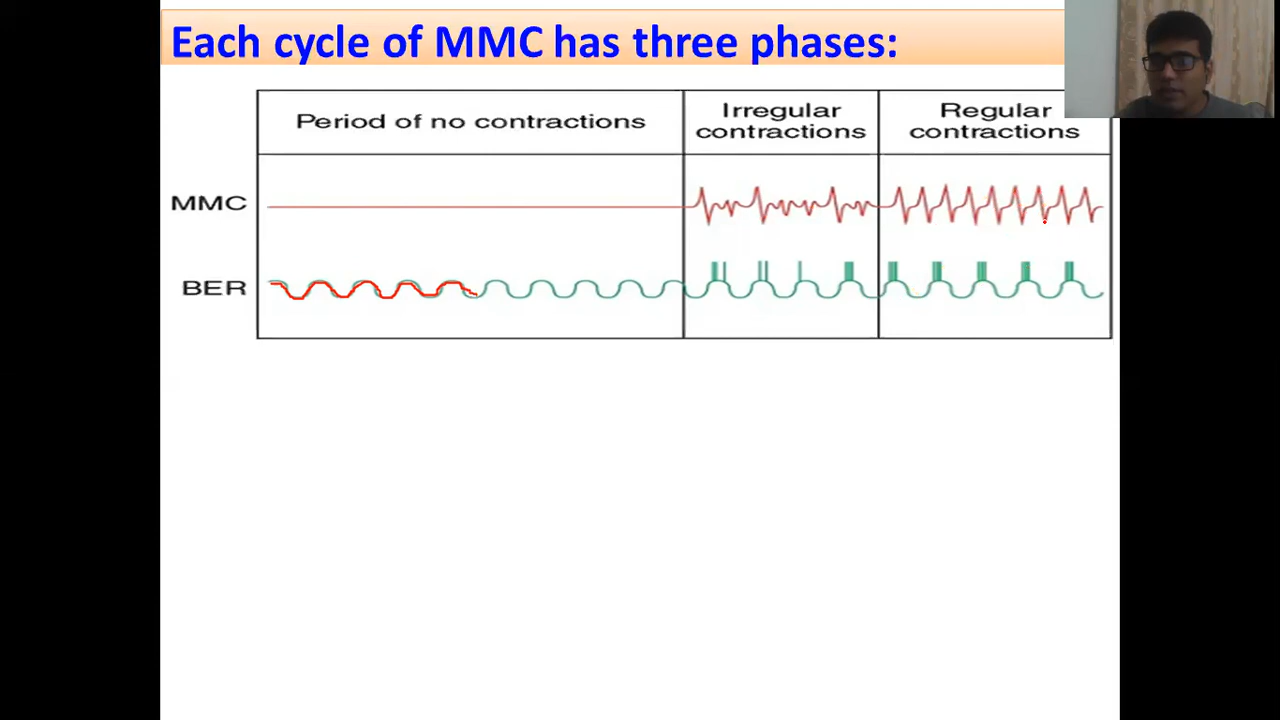 Each cycle of MMC has three phases:
Period of no contractions
Irregular
contractions
Regular
contractions
MMC
BER